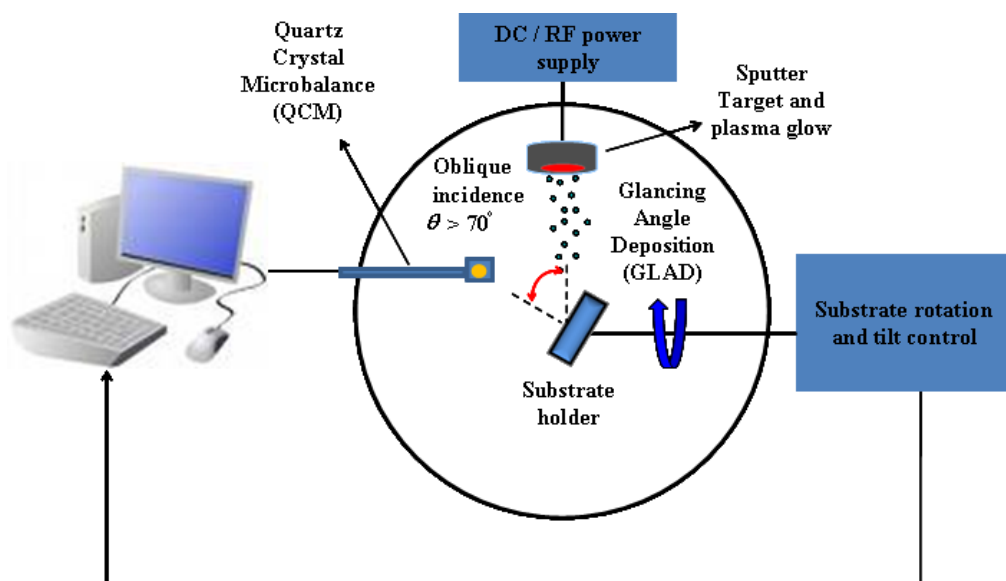 Quartz
Crystal
Microbalance
(QCM)
DC / RF power
supply
Sputter
Target and
plasma glow
Oblique
incidence
θ > 70°
Glancing
Angle
Deposition
(GLAD)
Substrate rotation
and tilt control
Substrate
holder